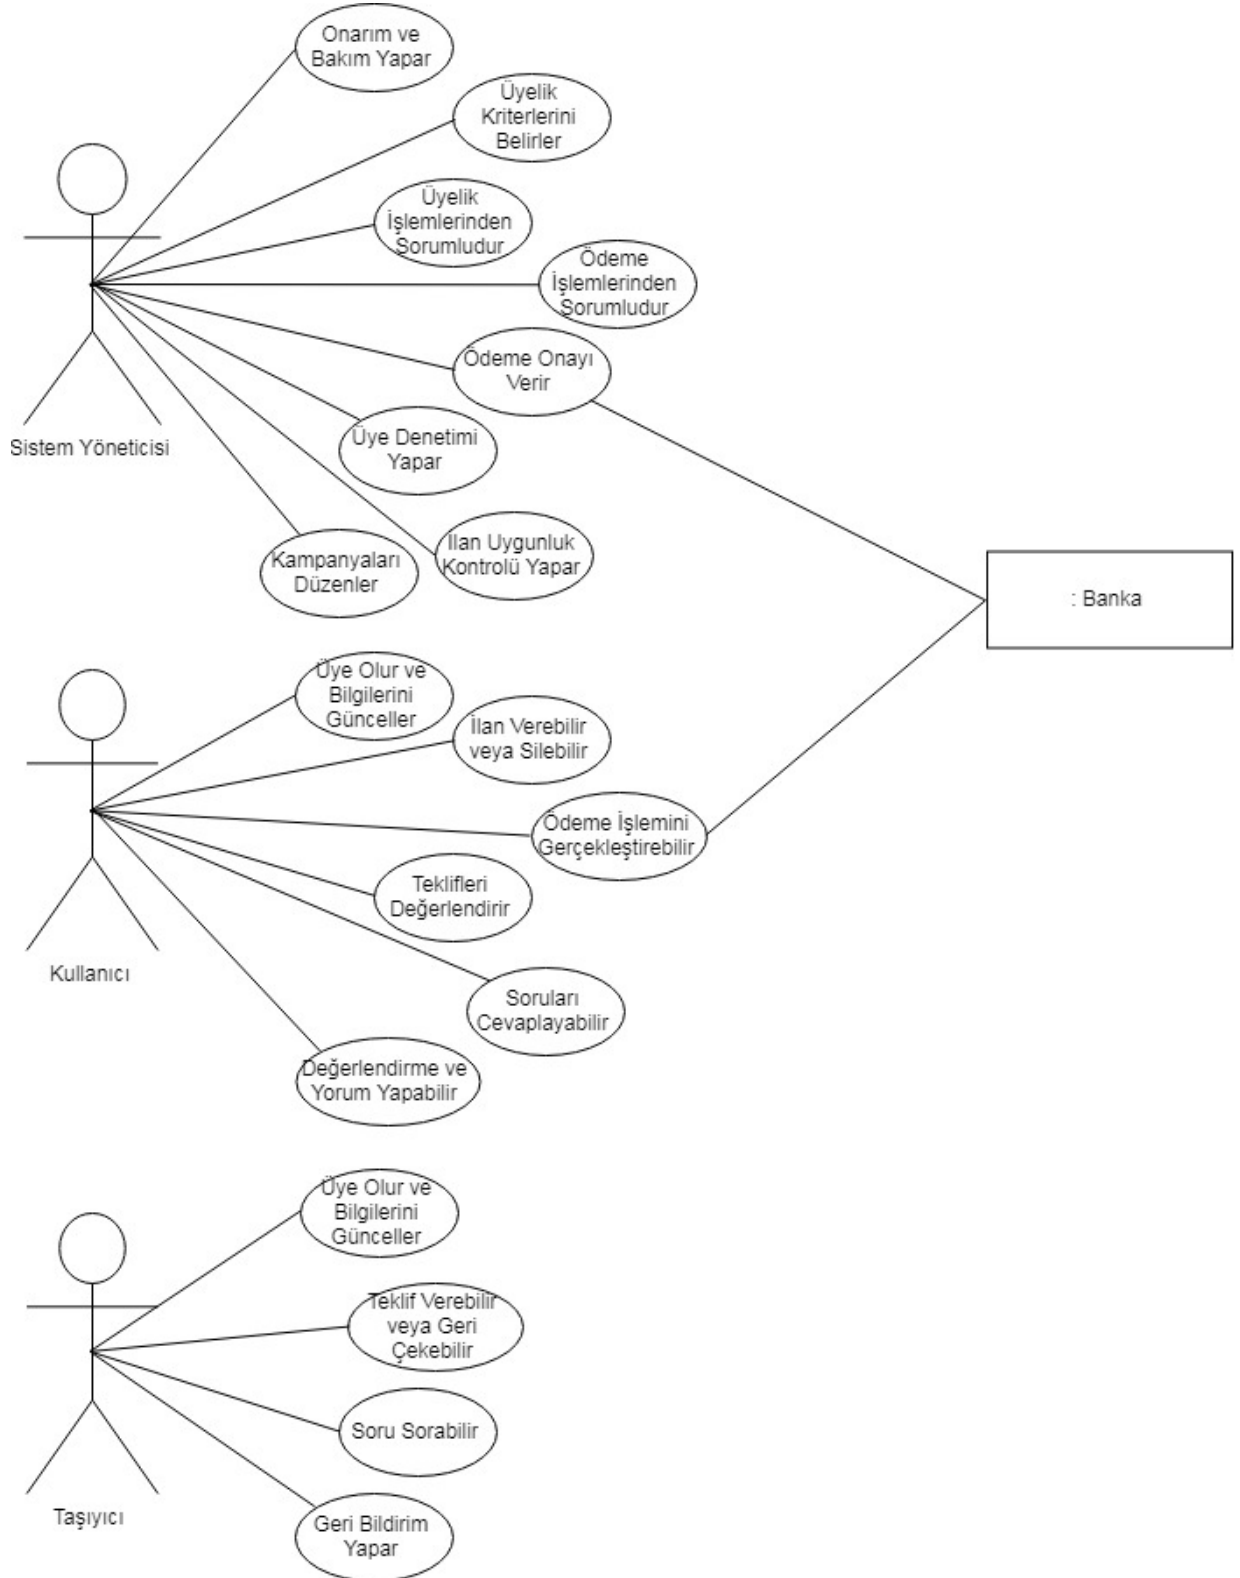 Onarım ve
Bakım Yapar
Üyelik
Kriterlerini
Belirler
Üyelik
İşlemlerinden
Sorumludur
Ödeme
İşlemlerinden
Sorumludur
Ödeme Onayı
Verir
Üye Denetimi
Yapar
İlan Uygunluk
Kontrolü Yapar
Kampanyaları
Düzenler
Sistem Yöneticisi
: Banka
Üye Olur ve
Bilgilerini
Günceller
İlan Verebilir
veya Silebilir
Ödeme İşlemini
Gerçekleştirebilir
Teklifleri
Değerlendirir
Soruları
Cevaplayabilir
Değerlendirme ve
Yorum Yapabilir
Kullanıcı
Üye Olur ve
Bilgilerini
Günceller
Teklif Verebilir
veya Geri
Çekebilir
Soru Sorabilir
Geri Bildirim
Yapar
Taşıyıcı